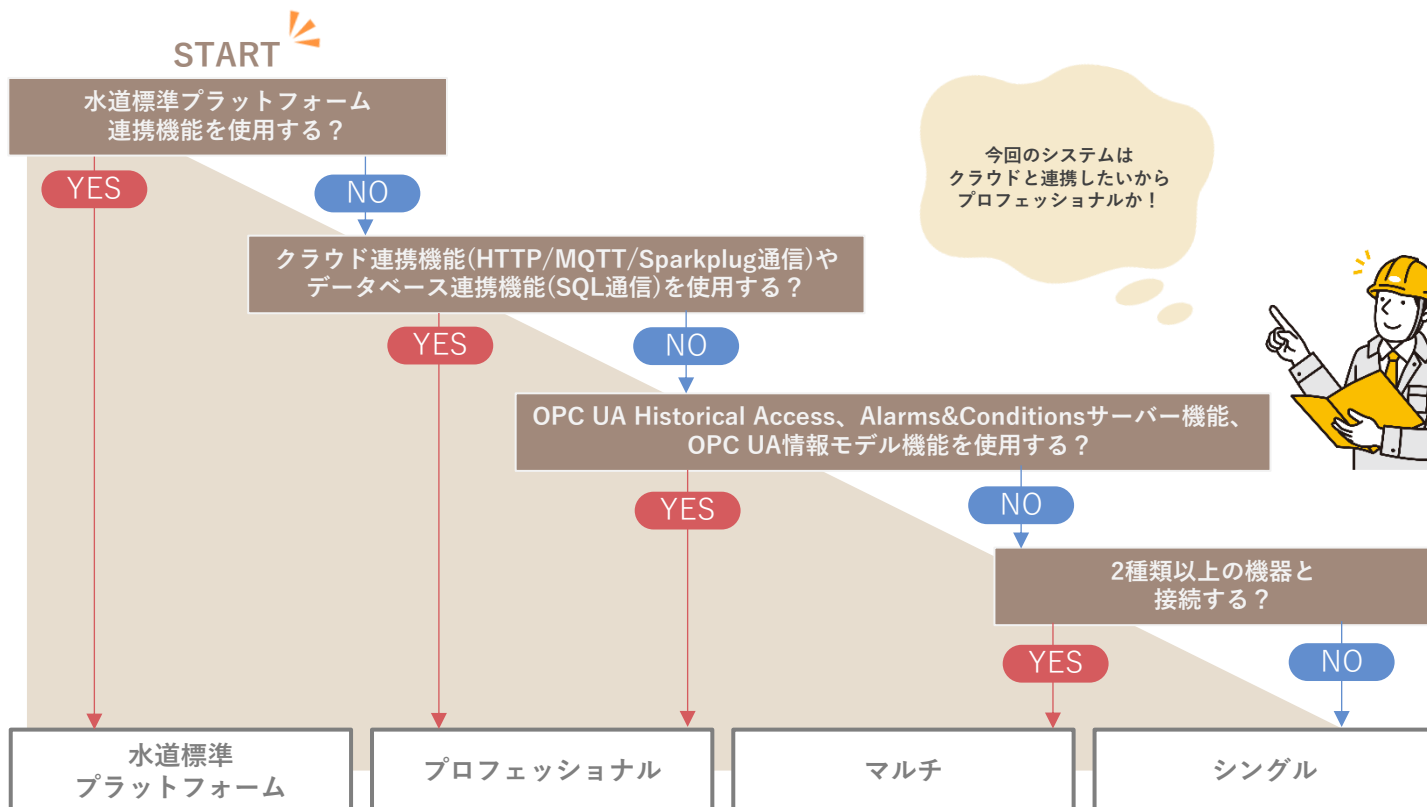 START
水道標準プラットフォーム
連携機能を使用する？
YES
NO
今回のシステムは
クラウドと連携したいから
プロフェッショナルか！
クラウド連携機能(HTTP/MQTT/Sparkplug通信)や
データベース連携機能(SQL通信)を使用する？
YES
NO
OPC UA Historical Access、Alarms&Conditionsサーバー機能、
OPC UA情報モデル機能を使用する？
YES
NO
2種類以上の機器と
接続する？
YES
NO
水道標準
プラットフォーム
プロフェッショナル
マルチ
シングル